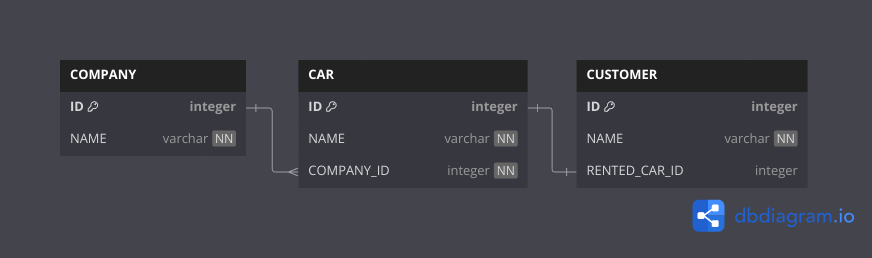 COMPANY
ID integer
NAME varchar NN
CAR
ID integer
NAME varchar NN
COMPANY_ID integer NN
CUSTOMER
ID integer
NAME varchar NN
RENTED_CAR_ID integer
dbdiagram.io